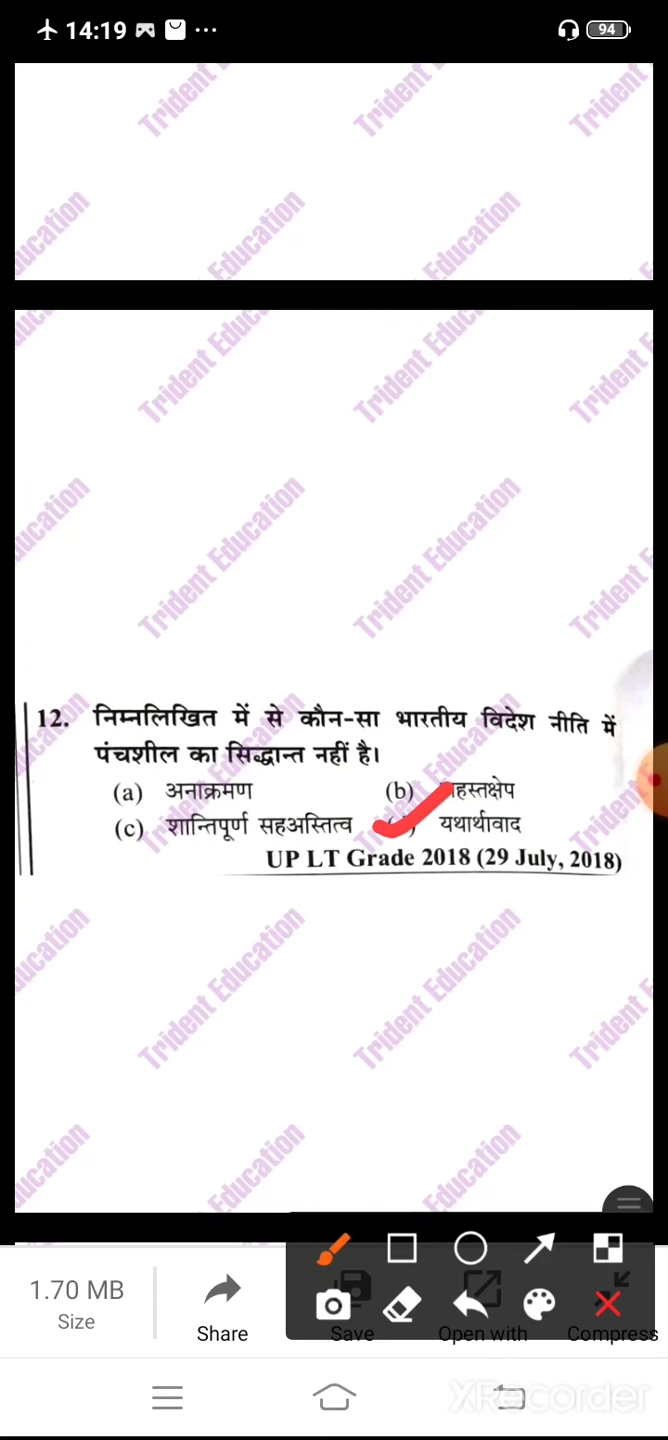 14:19 ... 94
Trident Education
12. निम्नलिखित में से कौन-सा भारतीय विदेश नीति में
पंचशील का सिद्धान्त नहीं है।
(a) अनाक्रमण (b) हस्तक्षेप
(c) शान्तिपूर्ण सहअस्तित्व यथार्थवाद
UP LT Grade 2018 (29 July, 2018)
1.70 MB
Size
Share
Save
Open with
Compress
XRecorder